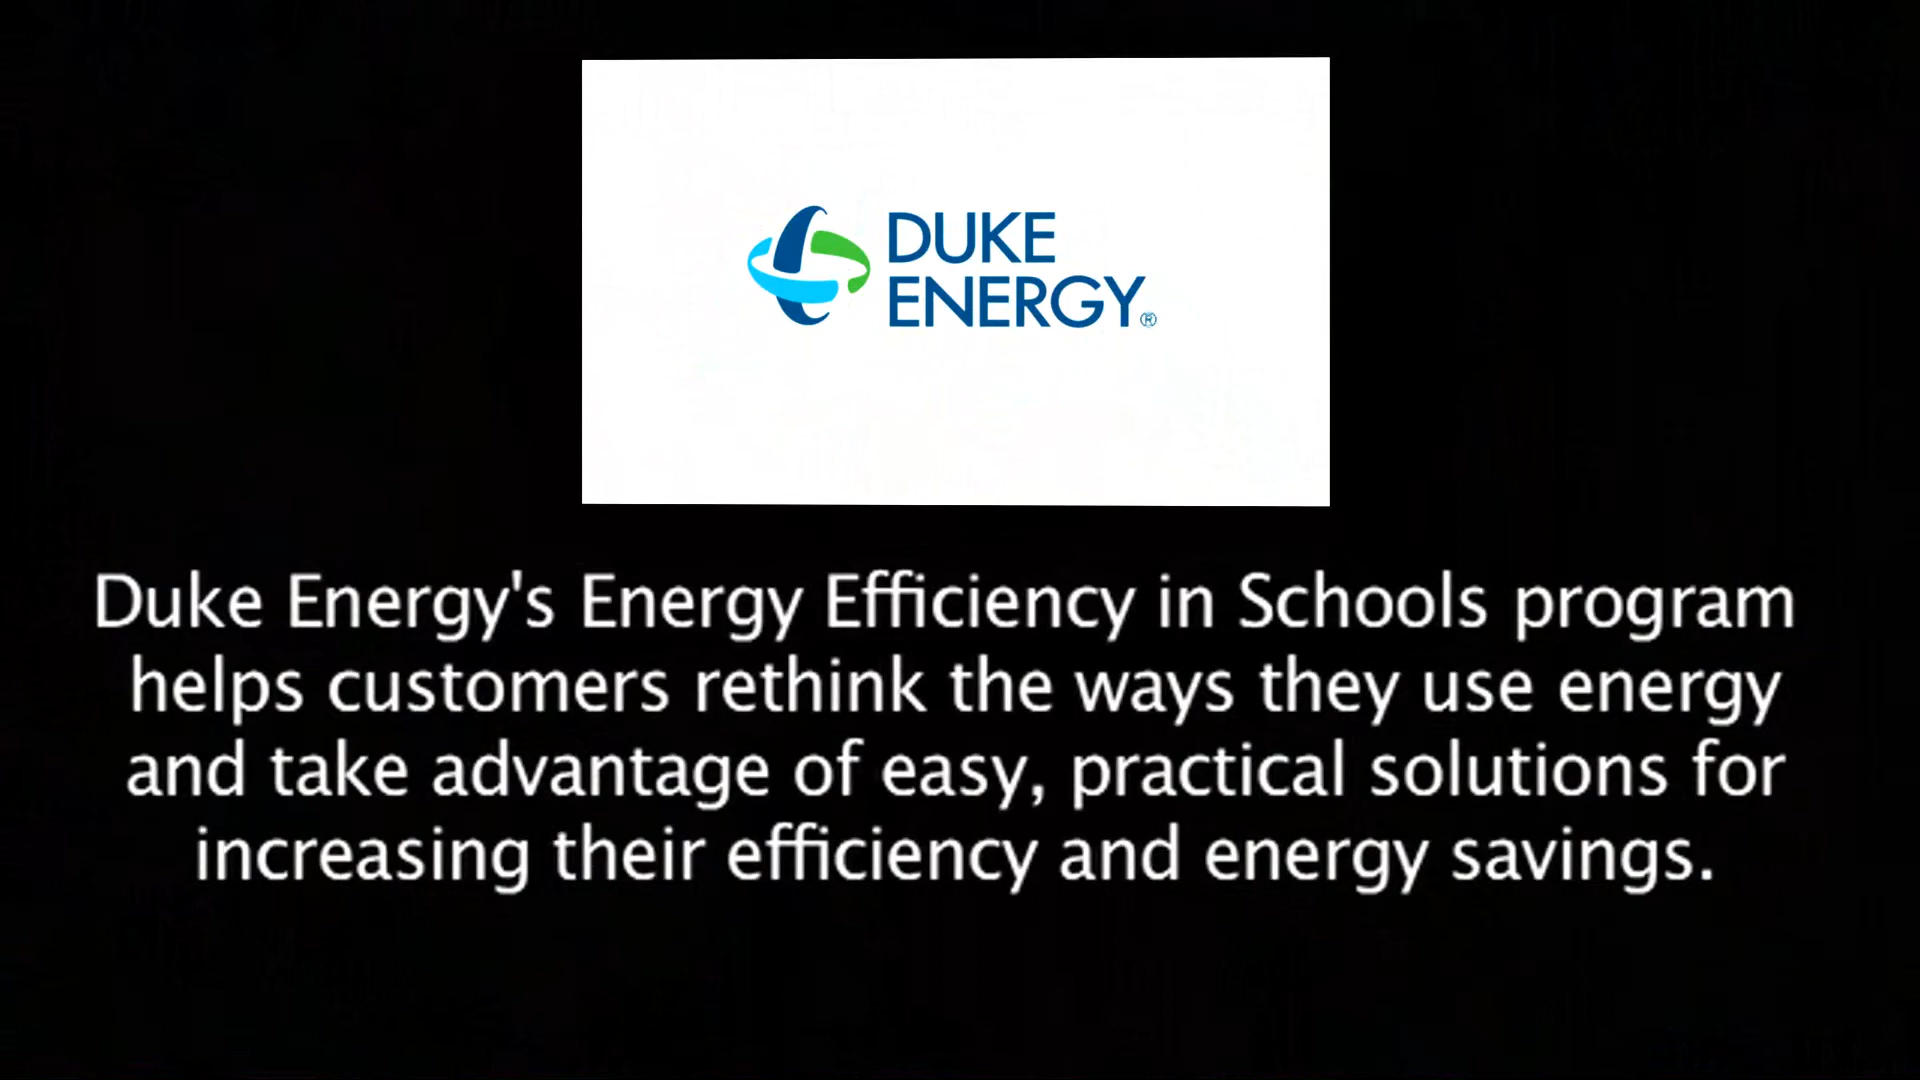 DUKE
ENERGY®
Duke Energy's Energy Efficiency in Schools program
helps customers rethink the ways they use energy
and take advantage of easy, practical solutions for
increasing their efficiency and energy savings.